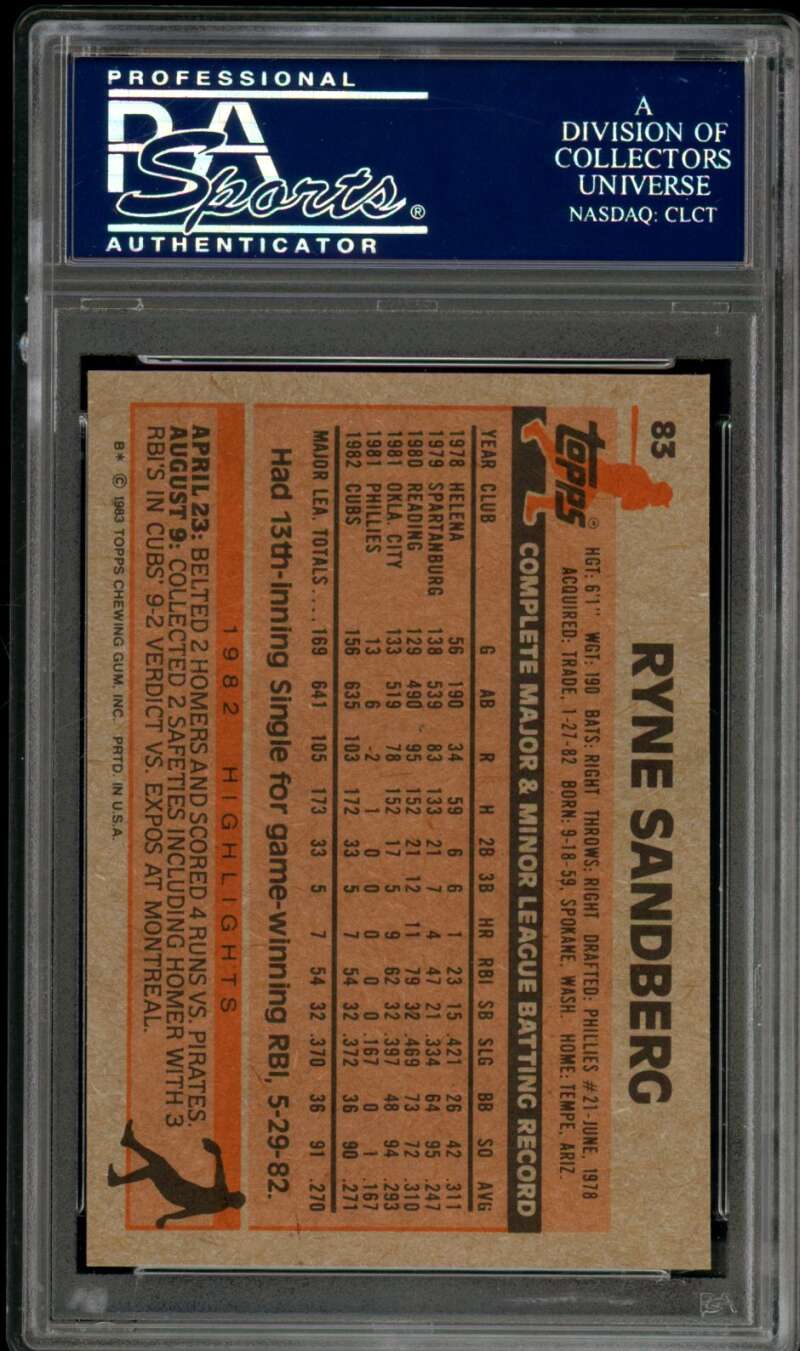 PROFESSIONAL
PSA
Sports®
AUTHENTICATOR
A
DIVISION OF
COLLECTORS
UNIVERSE
NASDAQ: CLCT
83
RYNE SANDBERG
topps®
HGT: 6'1" WGT: 190 BATS: RIGHT THROWS: RIGHT DRAFTED: PHILLIES #21-JUNE, 1978
ACQUIRED: TRADE, 1-27-82 BORN: 9-18-59, SPOKANE, WASH. HOME: TEMPE, ARIZ.
COMPLETE MAJOR & MINOR LEAGUE BATTING RECORD
YEAR CLUB G AB R H 2B 3B HR RBI SB SLG BB SO AVG
1978 HELENA 56 190 34 59 6 6 1 23 15 .421 26 42 .311
1979 SPARTANBURG 138 539 83 133 21 7 4 47 21 .334 64 95 .247
1980 READING 129 490 95 152 21 12 11 79 32 .469 73 72 .310
1981 OKLA. CITY 133 519 78 152 17 5 9 62 32 .397 48 94 .293
1981 PHILLIES 13 6 2 1 0 0 0 0 0 .167 0 1 .167
1982 CUBS 156 635 103 172 33 5 7 54 32 .372 36 90 .271
MAJOR LEA. TOTALS.... 169 641 105 173 33 5 7 54 32 .370 36 91 .270
Had 13th-inning Single for game-winning RBI, 5-29-82.
1982 HIGHLIGHTS
APRIL 23: BELTED 2 HOMERS AND SCORED 4 RUNS VS. PIRATES.
AUGUST 9: COLLECTED 2 SAFETIES INCLUDING HOMER WITH 3
RBI'S IN CUBS' 9-2 VERDICT VS. EXPOS AT MONTREAL.
B* © 1983 TOPPS CHEWING GUM, INC. PRTD. IN U.S.A.